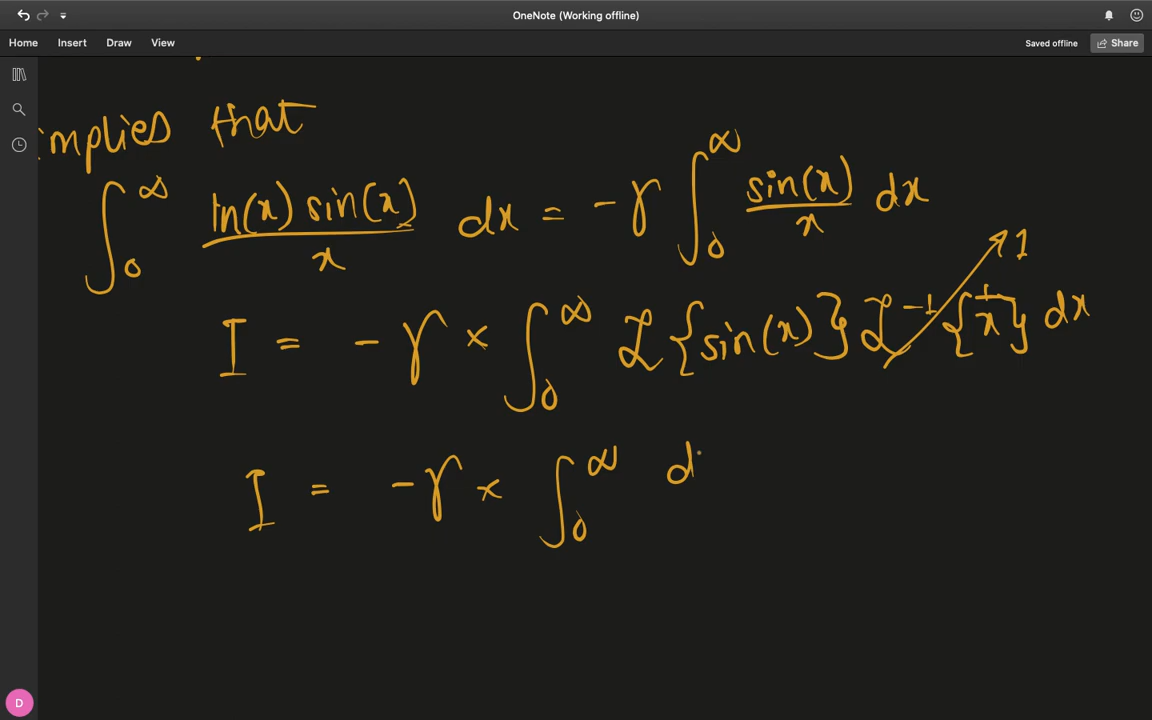 OneNote (Working offline)
Home Insert Draw View Saved offline Share
implies that
∫₀^∞ ln(x) sin(x)/x dx = -γ ∫₀^∞ sin(x)/x dx
I = -γ × ∫₀^∞ ℒ{sin(x)} ℒ⁻¹{1/x} dx 1
I = -γ × ∫₀^∞ d
D